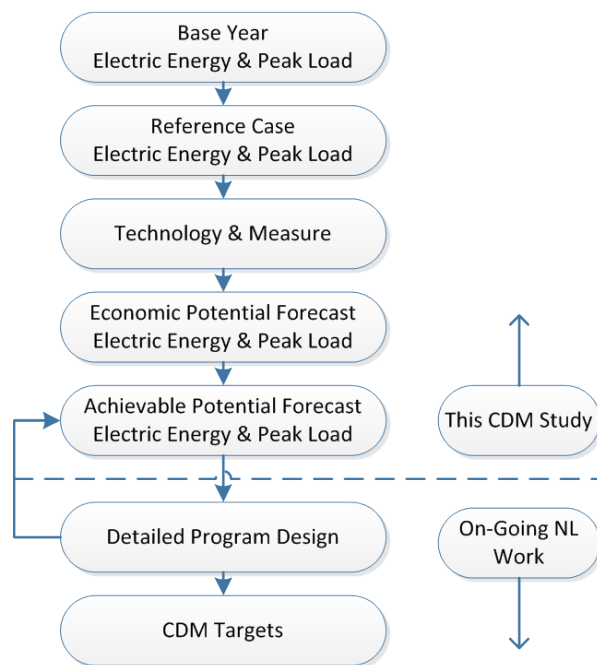 Base Year
Electric Energy & Peak Load
Reference Case
Electric Energy & Peak Load
Technology & Measure
Economic Potential Forecast
Electric Energy & Peak Load
Achievable Potential Forecast
Electric Energy & Peak Load
This CDM Study
Detailed Program Design
On-Going NL
Work
CDM Targets